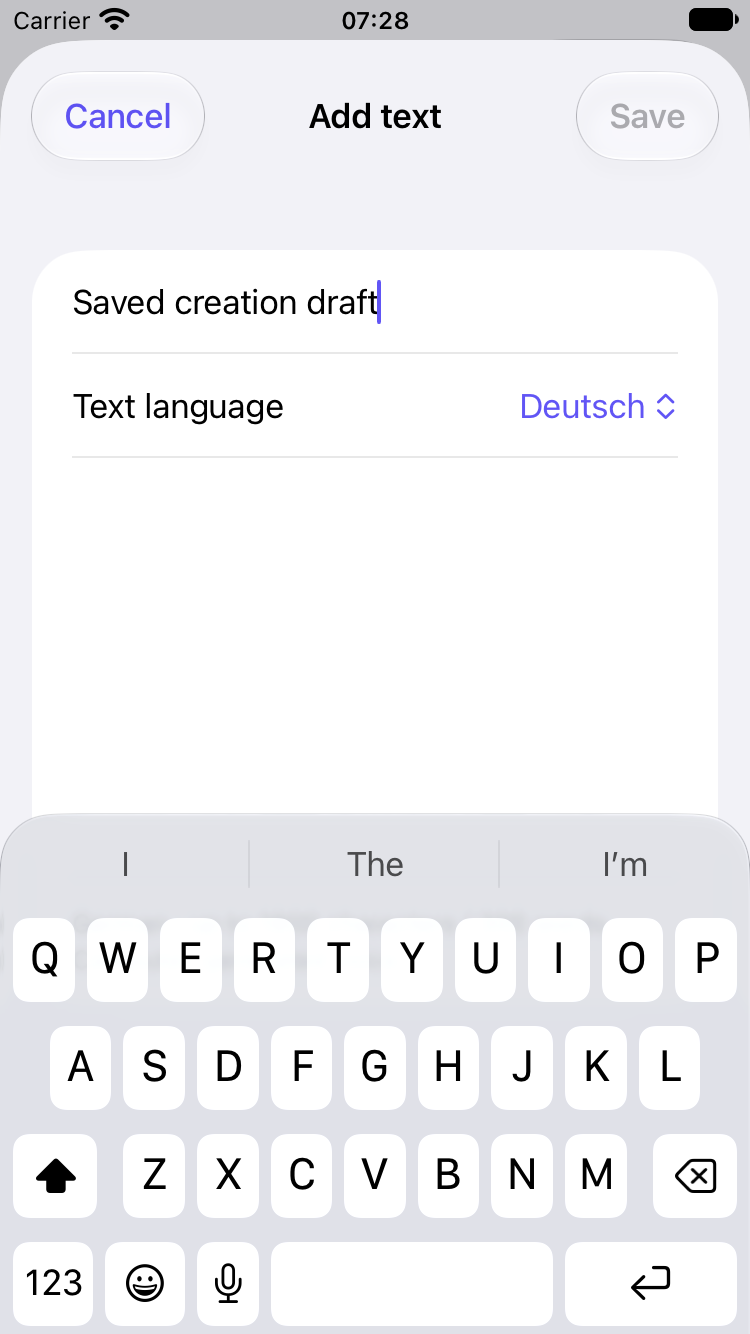 Carrier 07:28
Cancel Add text Save
Saved creation draft
Text language Deutsch
I The I’m
Q W E R T Y U I O P
A S D F G H J K L
Z X C V B N M
123